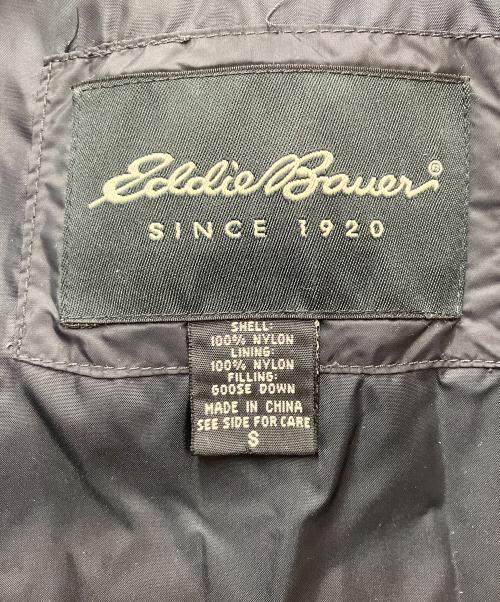 Eddie Bauer®
SINCE 1920
SHELL:
100% NYLON
LINING:
100% NYLON
FILLING:
GOOSE DOWN
MADE IN CHINA
SEE SIDE FOR CARE
S